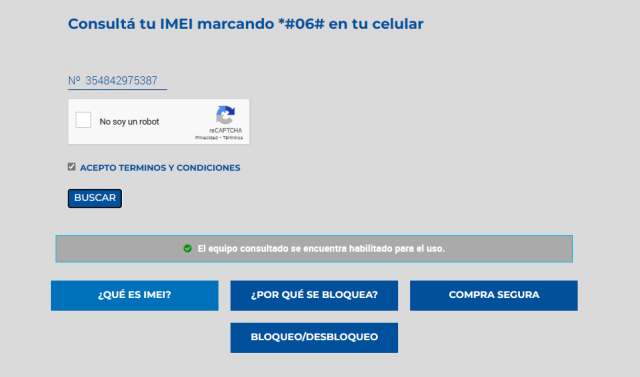 Consultá tu IMEI marcando *#06# en tu celular
Nº 354842975387
No soy un robot
reCAPTCHA
Privacidad - Términos
ACEPTO TERMINOS Y CONDICIONES
BUSCAR
El equipo consultado se encuentra habilitado para el uso.
¿QUÉ ES IMEI?
¿POR QUÉ SE BLOQUEA?
COMPRA SEGURA
BLOQUEO/DESBLOQUEO